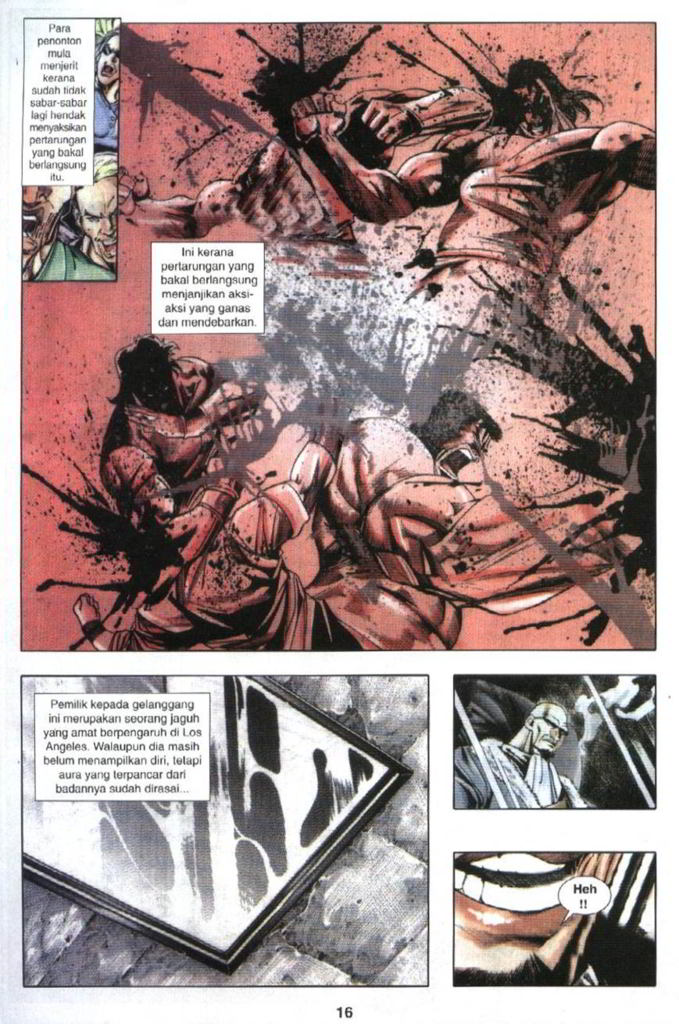 Para
penonton
mula
menjerit
kerana
sudah tidak
sabar-sabar
lagi hendak
menyaksikan
pertarungan
yang bakal
berlangsung
itu.
Ini kerana
pertarungan yang
bakal berlangsung
menjanjikan aksi-
aksi yang ganas
dan mendebarkan.
Pemilik kepada gelanggang
ini merupakan seorang jaguh
yang amat berpengaruh di Los
Angeles. Walaupun dia masih
belum menampilkan diri, tetapi
aura yang terpancar dari
badannya sudah dirasai...
Heh
!!
16